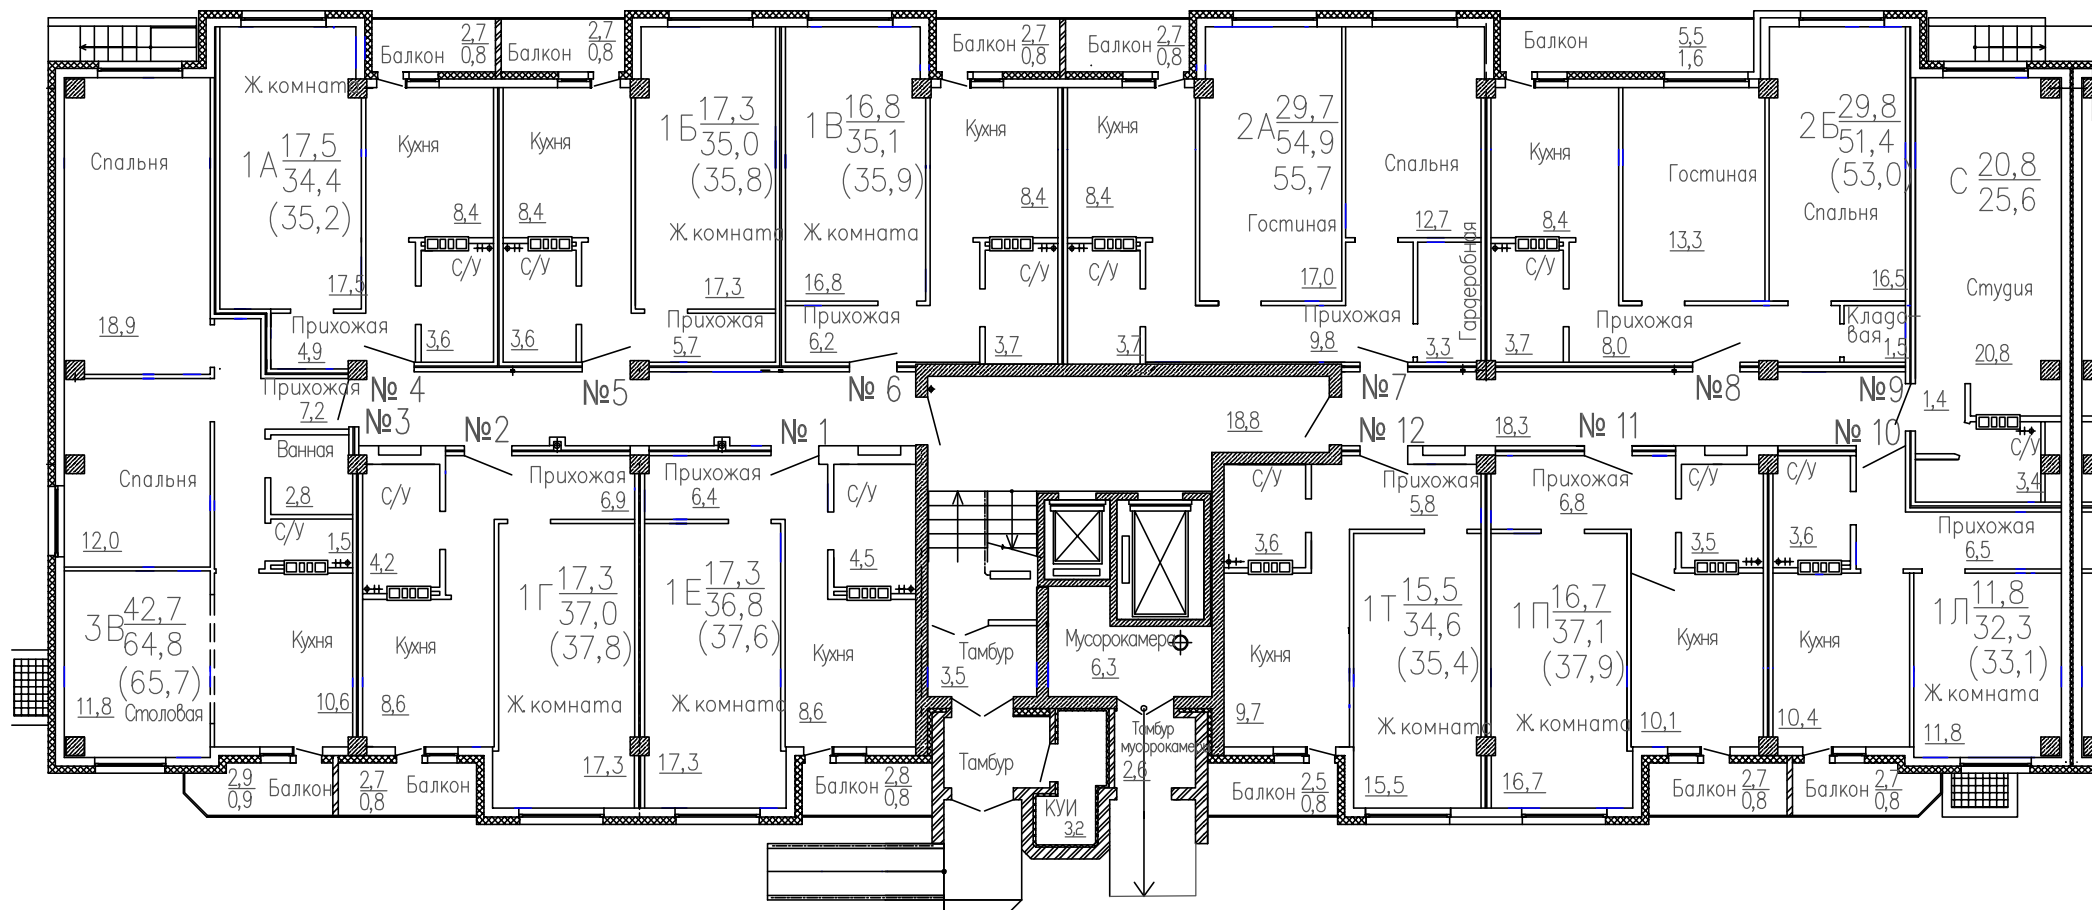 Балкон 2,7 0,8
Балкон 2,7 0,8
Балкон 2,7 0,8
Балкон 2,7 0,8
Балкон 5,5 1,6
Спальня
18,9
Ж. комнат
1А 17,5
34,4
(35,2)
17,5
Кухня
8,4
С/У
3,6
Прихожая
4,9
Кухня
8,4
С/У
3,6
1Б 17,3
35,0
(35,8)
Ж. комната
17,3
Прихожая
5,7
1В 16,8
35,1
(35,9)
Ж. комната
16,8
Прихожая
6,2
Кухня
8,4
С/У
3,7
Кухня
8,4
С/У
3,7
2А 29,7
54,9
55,7
Гостиная
17,0
Прихожая
9,8
Спальня
12,7
Гардеробная
3,3
Кухня
8,4
С/У
3,7
Гостиная
13,3
Прихожая
8,0
2Б 29,8
51,4
(53,0)
Спальня
16,5
Кладо-
вая
1,5
С 20,8
25,6
Студия
20,8
1,4
С/У
3,4
Прихожая
7,2
№ 4
№5
№ 6
№7
№8
№9
№3
№2
№ 1
18,8
№ 12
18,3
№ 11
№ 10
Спальня
12,0
Ванная
2,8
С/У
1,5
3В 42,7
64,8
(65,7)
11,8
Столовая
Кухня
10,6
С/У
4,2
Кухня
8,6
Прихожая
6,9
1Г 17,3
37,0
(37,8)
Ж. комната
17,3
Прихожая
6,4
1Е 17,3
36,8
(37,6)
Ж. комната
17,3
С/У
4,5
Кухня
8,6
Тамбур
3,5
Мусорокамера
6,3
Тамбур
Тамбур
мусорокамеры
2,6
КУИ
3,2
С/У
3,6
Кухня
9,7
Прихожая
5,8
1Т 15,5
34,6
(35,4)
Ж. комната
15,5
Прихожая
6,8
1П 16,7
37,1
(37,9)
Ж. комната
16,7
С/У
3,5
Кухня
10,1
С/У
3,6
Кухня
10,4
Прихожая
6,5
1Л 11,8
32,3
(33,1)
Ж. комната
11,8
2,9 0,9 Балкон
2,7 0,8 Балкон
Балкон 2,8 0,8
Балкон 2,5 0,8
Балкон 2,7 0,8
Балкон 2,7 0,8